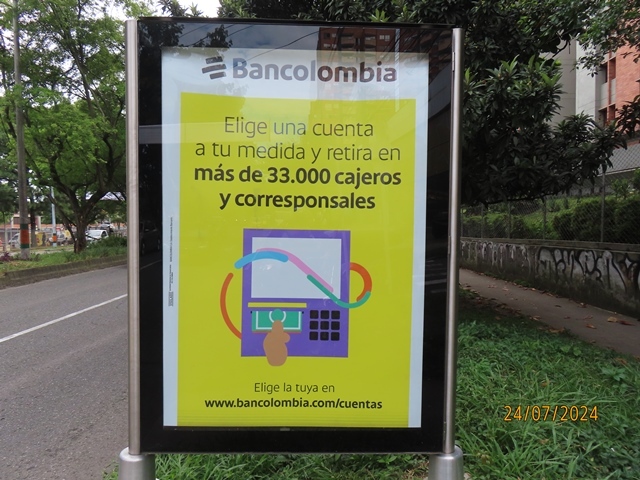 Bancolombia
Elige una cuenta
a tu medida y retira en
más de 33.000 cajeros
y corresponsales
Elige la tuya en
www.bancolombia.com/cuentas
24/07/2024